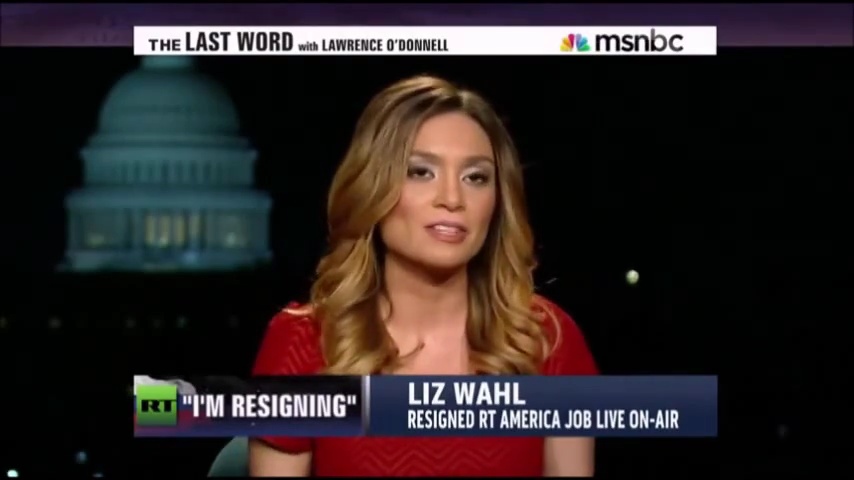 THE LAST WORD WITH LAWRENCE O'DONNELL
msnbc
RT
"I'M RESIGNING"
LIZ WAHL
RESIGNED RT AMERICA JOB LIVE ON-AIR